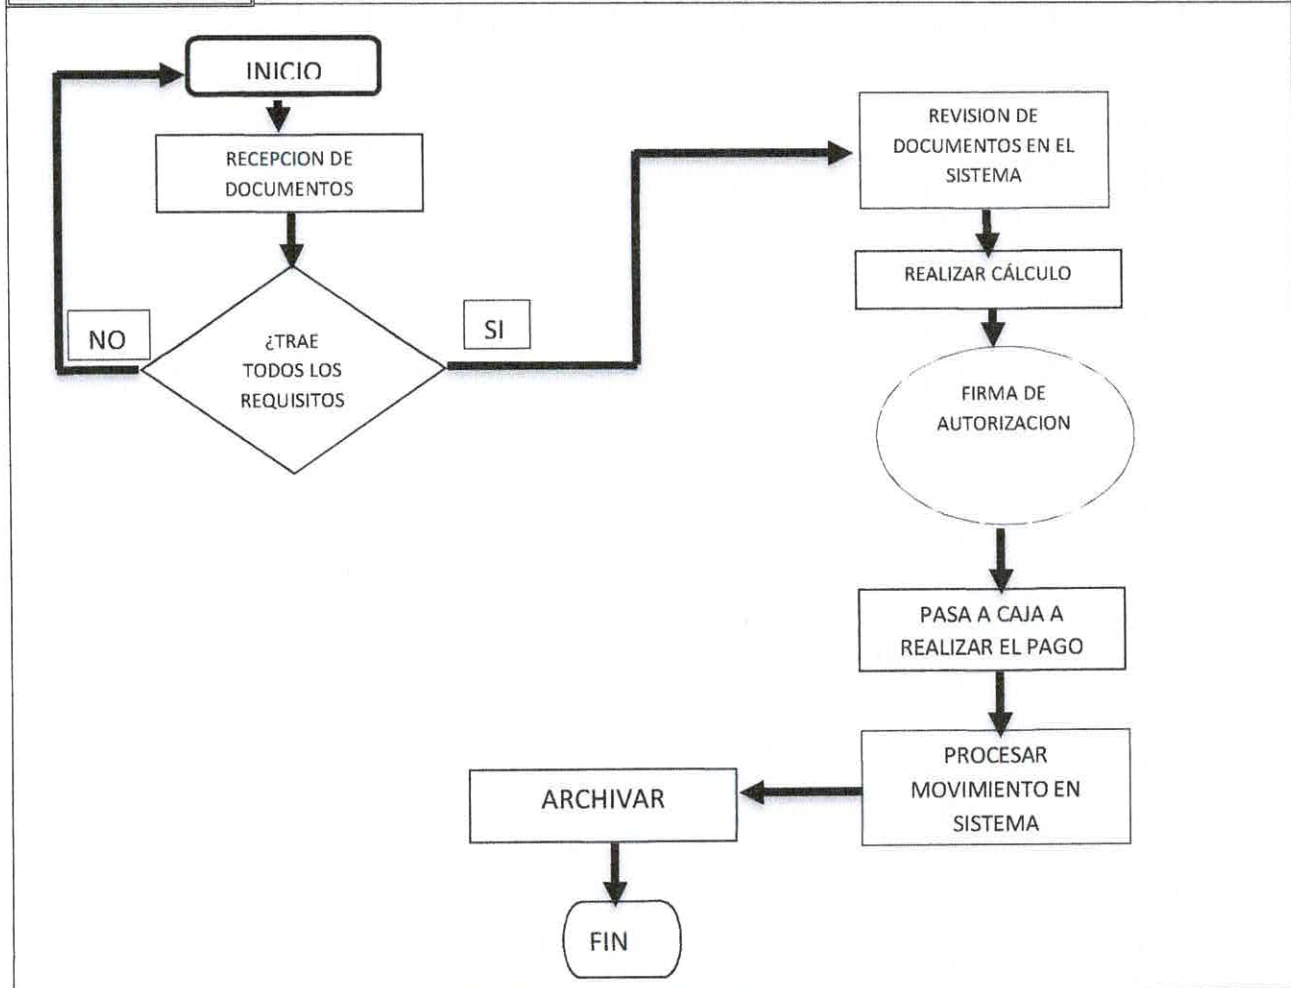 INICIO
RECEPCION DE
DOCUMENTOS
¿TRAE
TODOS LOS
REQUISITOS
NO
SI
REVISION DE
DOCUMENTOS EN EL
SISTEMA
REALIZAR CÁLCULO
FIRMA DE
AUTORIZACION
PASA A CAJA A
REALIZAR EL PAGO
PROCESAR
MOVIMIENTO EN
SISTEMA
ARCHIVAR
FIN